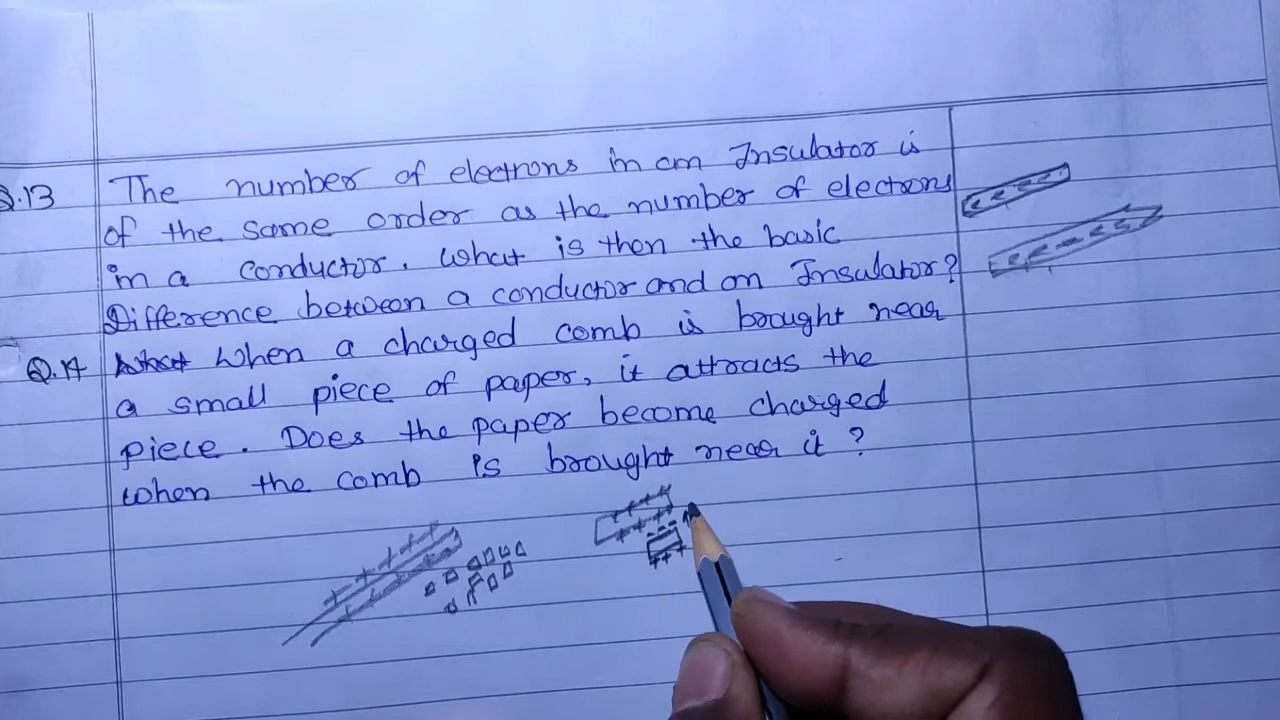 Q.13 The number of electrons in an Insulator is
of the same order as the number of electrons
in a conductor. What is then the basic
Difference between a conductor and an Insulator?
Q.14 When a charged comb is brought near
a small piece of paper, it attracts the
piece. Does the paper become charged
when the comb is brought near it ?